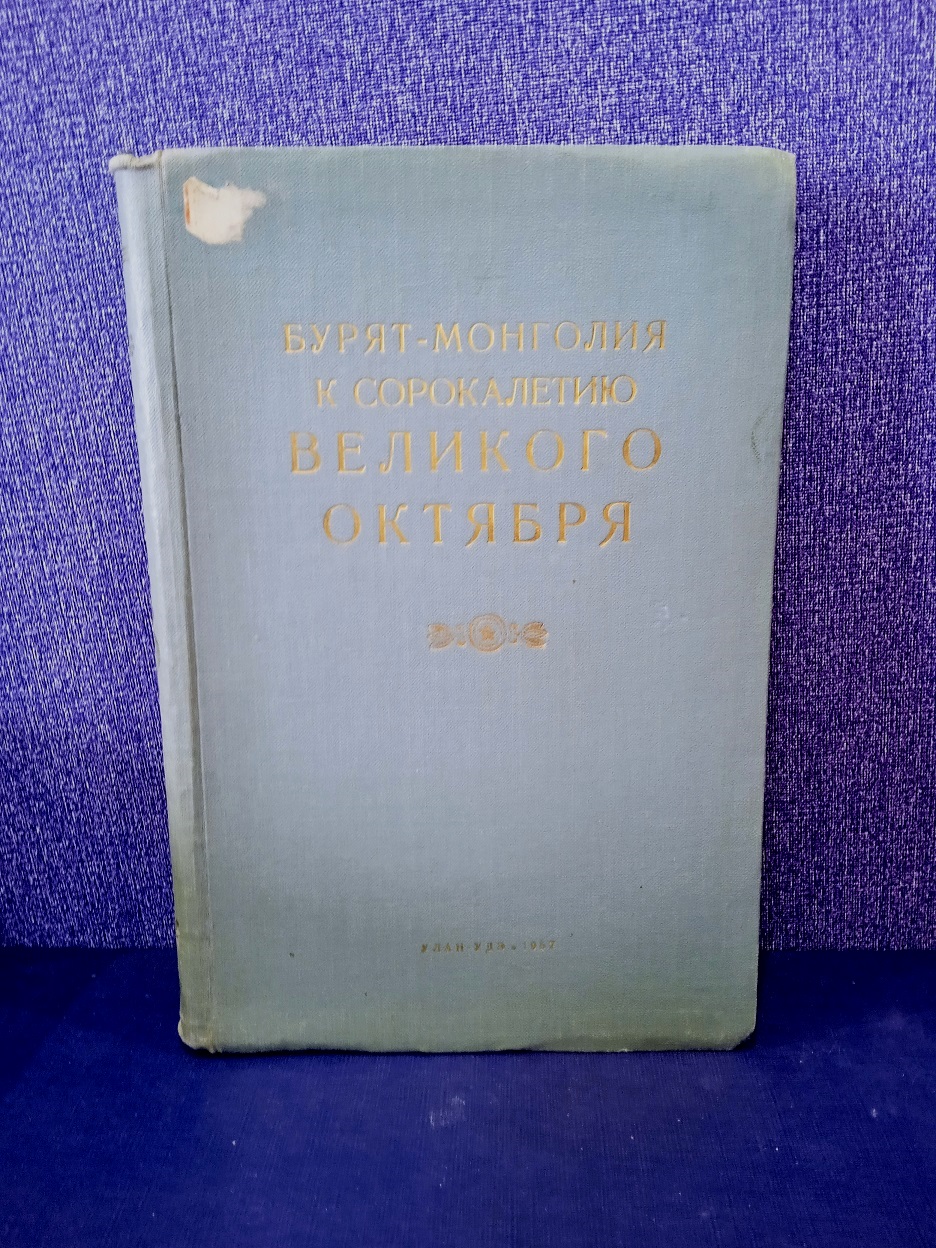 БУРЯТ-МОНГОЛИЯ
К СОРОКАЛЕТИЮ
ВЕЛИКОГО
ОКТЯБРЯ
УЛАН-УДЭ • 1957